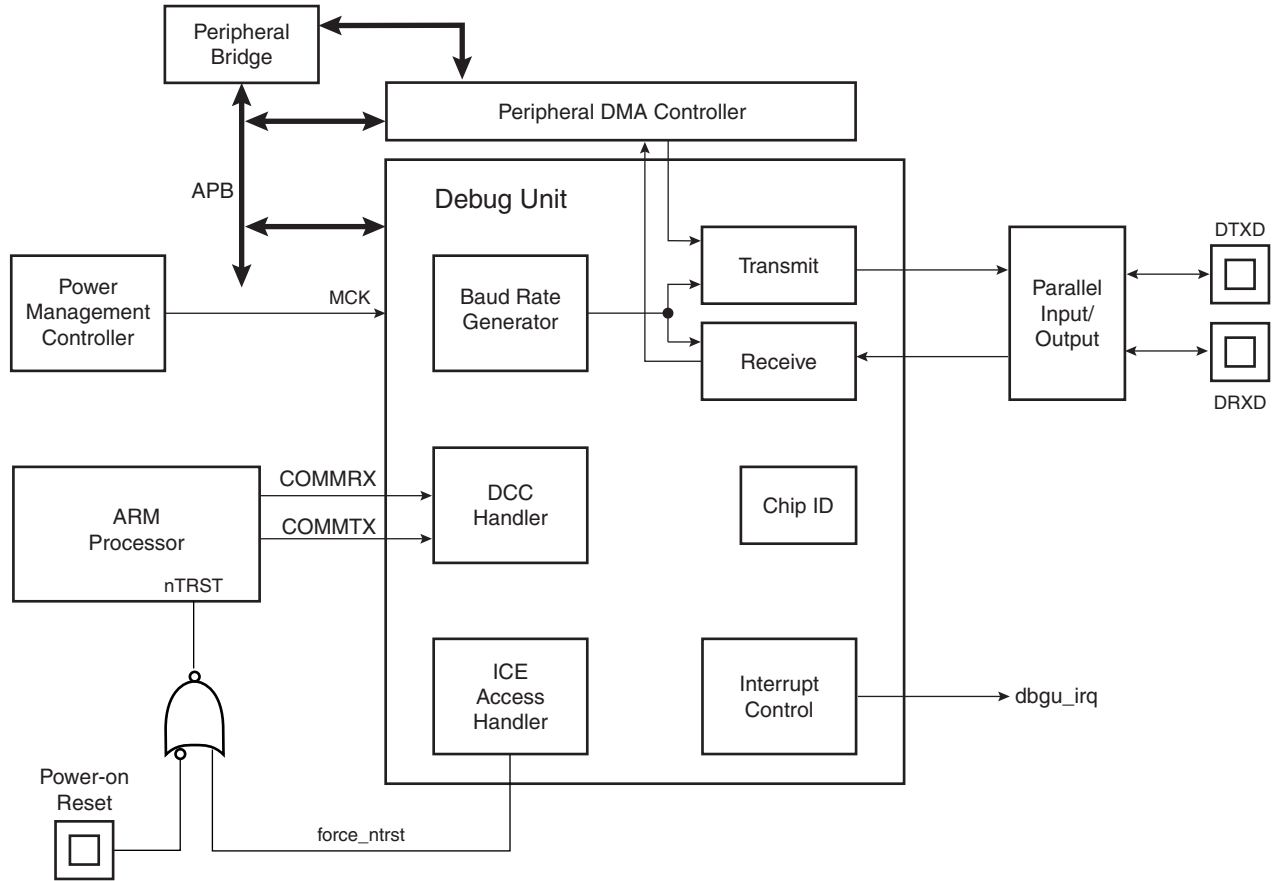 Peripheral
Bridge
Peripheral DMA Controller
APB
Debug Unit
Power
Management
Controller
MCK
Baud Rate
Generator
Transmit
Receive
Parallel
Input/
Output
DTXD
DRXD
ARM
Processor
nTRST
COMMRX
COMMTX
DCC
Handler
Chip ID
ICE
Access
Handler
Interrupt
Control
dbgu_irq
Power-on
Reset
force_ntrst